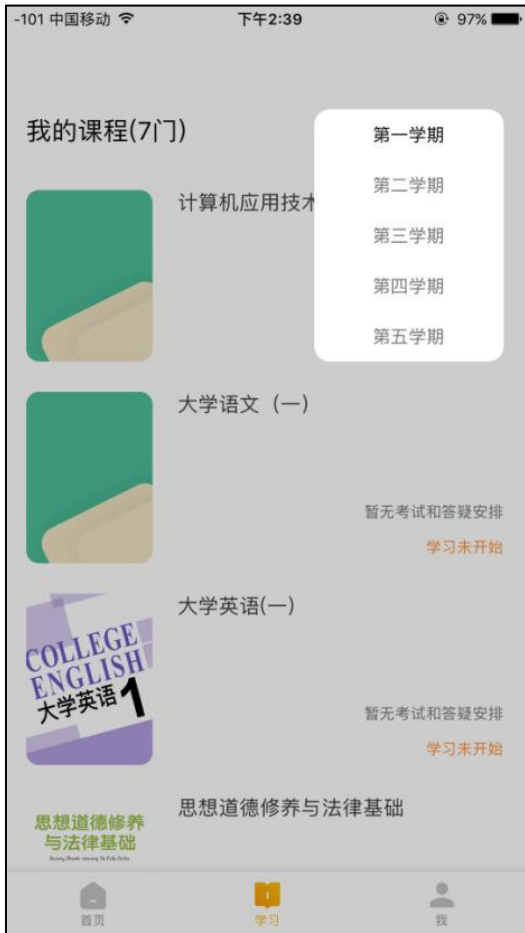 -101 中国移动 下午2:39 97%
我的课程(7门)
第一学期
第二学期
第三学期
第四学期
第五学期
计算机应用技术
大学语文（一）
暂无考试和答疑安排
学习未开始
COLLEGE
ENGLISH
大学英语1
大学英语(一)
暂无考试和答疑安排
学习未开始
思想道德修养
与法律基础
思想道德修养与法律基础
首页
学习
我